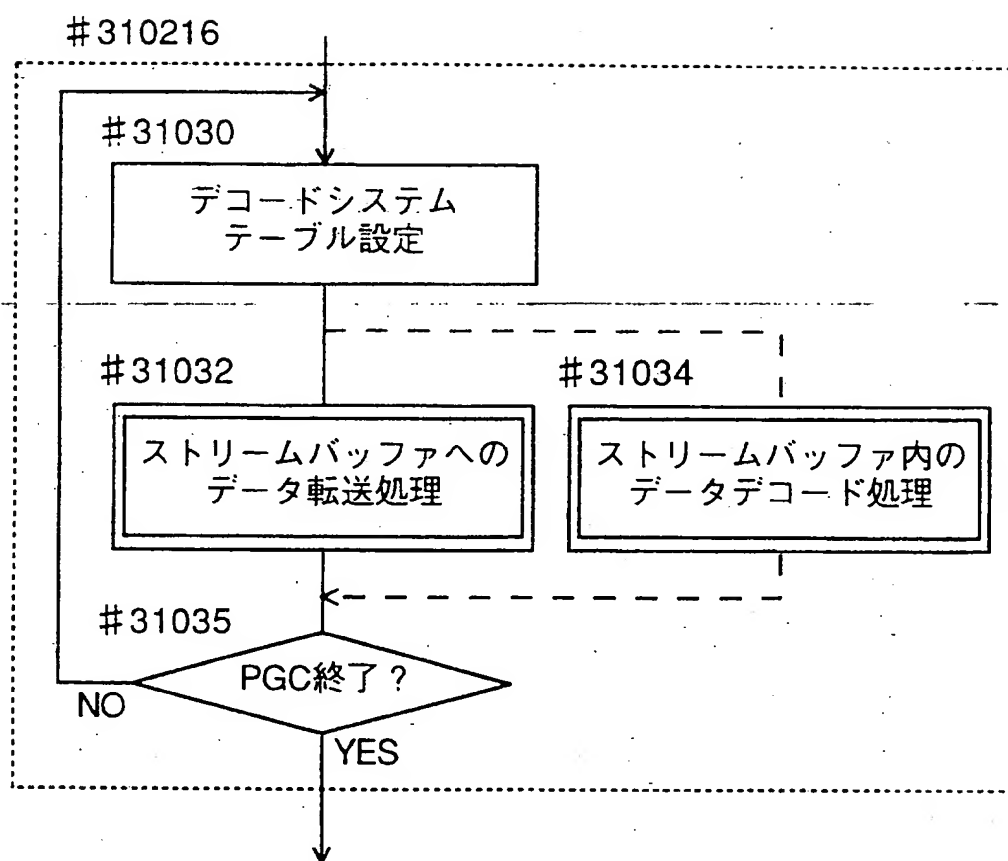 #310216
#31030
デコードシステム
テーブル設定
#31032
ストリームバッファへの
データ転送処理
#31034
ストリームバッファ内の
データデコード処理
#31035
PGC終了？
NO
YES